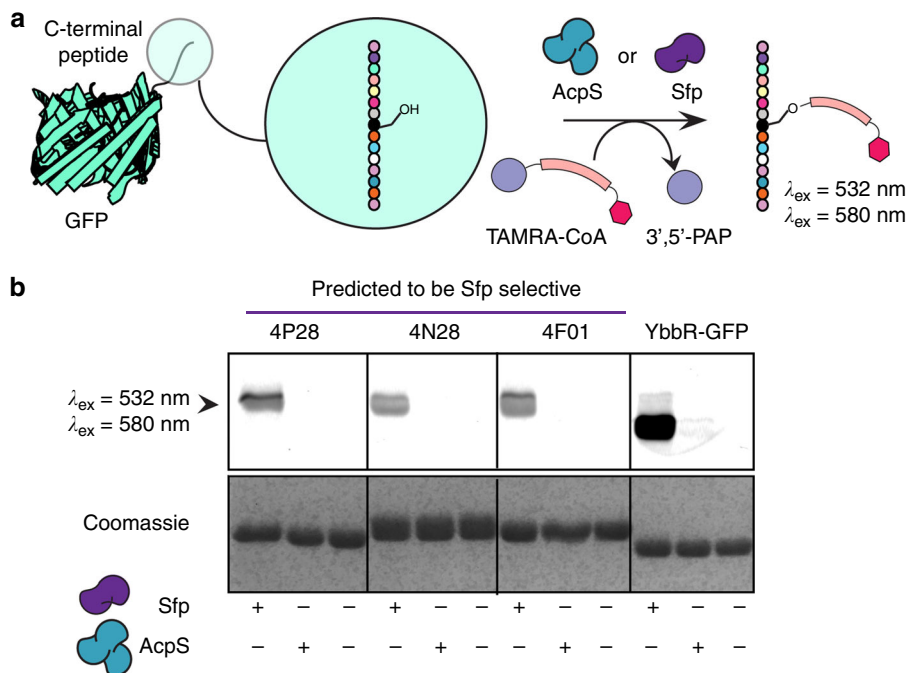 a
C-terminal
peptide
GFP
OH
AcpS or Sfp
TAMRA-CoA 3′,5′-PAP
O
λex = 532 nm
λex = 580 nm
b
Predicted to be Sfp selective
4P28 4N28 4F01 YbbR-GFP
λex = 532 nm
λex = 580 nm
Coomassie
Sfp + – – + – – + – – + – –
AcpS – + – – + – – + – – + –